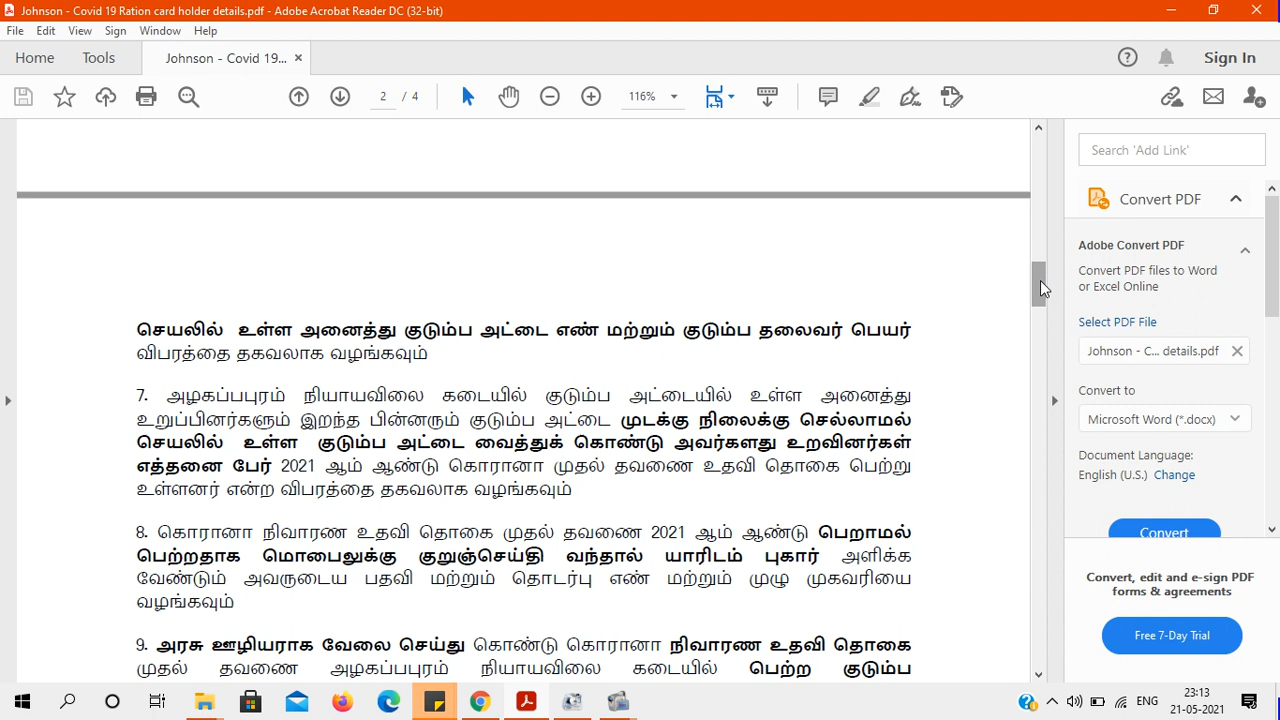 Johnson - Covid 19 Ration card holder details.pdf - Adobe Acrobat Reader DC (32-bit)
File Edit View Sign Window Help
Home Tools Johnson - Covid 19... × Sign In
2 / 4 116%
Search 'Add Link'
Convert PDF
Adobe Convert PDF
Convert PDF files to Word
or Excel Online
Select PDF File
Johnson - C... details.pdf
Convert to
Microsoft Word (*.docx)
Document Language:
English (U.S.) Change
Convert
Convert, edit and e-sign PDF
forms & agreements
Free 7-Day Trial
செயலில் உள்ள அனைத்து குடும்ப அட்டை எண் மற்றும் குடும்ப தலைவர் பெயர்
விபரத்தை தகவலாக வழங்கவும்
7. அழகப்பபுரம் நியாயவிலை கடையில் குடும்ப அட்டையில் உள்ள அனைத்து
உறுப்பினர்களும் இறந்த பின்னரும் குடும்ப அட்டை முடக்கு நிலைக்கு செல்லாமல்
செயலில் உள்ள குடும்ப அட்டை வைத்துக் கொண்டு அவர்களது உறவினர்கள்
எத்தனை பேர் 2021 ஆம் ஆண்டு கொரானா முதல் தவணை உதவி தொகை பெற்று
உள்ளனர் என்ற விபரத்தை தகவலாக வழங்கவும்
8. கொரானா நிவாரண உதவி தொகை முதல் தவணை 2021 ஆம் ஆண்டு பெறாமல்
பெற்றதாக மொபைலுக்கு குறுஞ்செய்தி வந்தால் யாரிடம் புகார் அளிக்க
வேண்டும் அவருடைய பதவி மற்றும் தொடர்பு எண் மற்றும் முழு முகவரியை
வழங்கவும்
9. அரசு ஊழியராக வேலை செய்து கொண்டு கொரானா நிவாரண உதவி தொகை
முதல் தவணை அழகப்பபுரம் நியாயவிலை கடையில் பெற்ற குடும்ப
ENG
23:13
21-05-2021